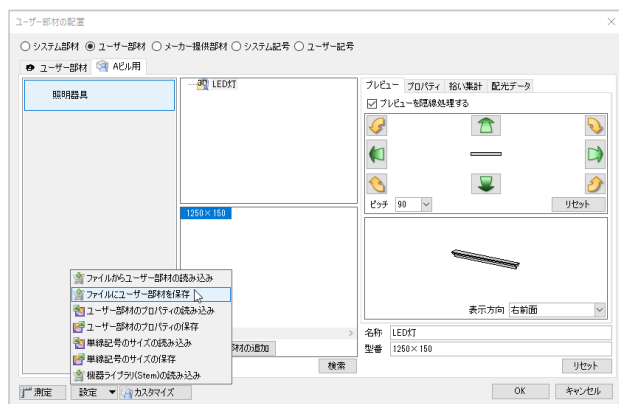 ユーザー部材の配置
システム部材 ユーザー部材 メーカー提供部材 システム記号 ユーザー記号
ユーザー部材 Aビル用
照明器具
3D LED灯
1250×150
プレビュー プロパティ 拾い集計 配光データ
プレビューを隠線処理する
ピッチ 90 リセット
表示方向 右前面
名称 LED灯
型番 1250×150
ファイルからユーザー部材の読み込み
ファイルにユーザー部材を保存
ユーザー部材のプロパティの読み込み
ユーザー部材のプロパティの保存
単線記号のサイズの読み込み
単線記号のサイズの保存
機器ライブラリ(Stem)の読み込み
部材の追加
検索 リセット
測定 設定 カスタマイズ OK キャンセル